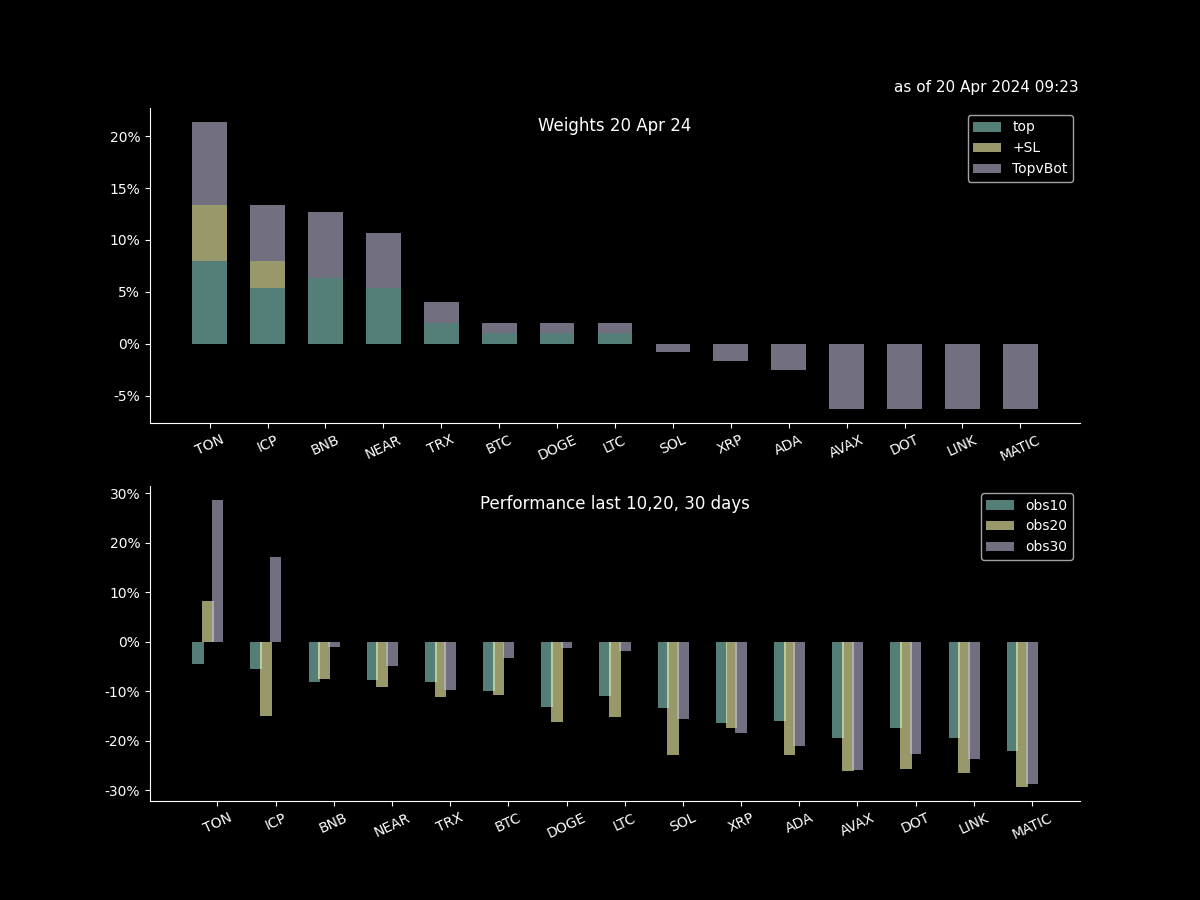 as of 20 Apr 2024 09:23
Weights 20 Apr 24
top
+SL
TopvBot
20%
15%
10%
5%
0%
-5%
TON ICP BNB NEAR TRX BTC DOGE LTC SOL XRP ADA AVAX DOT LINK MATIC
Performance last 10,20, 30 days
obs10
obs20
obs30
30%
20%
10%
0%
-10%
-20%
-30%
TON ICP BNB NEAR TRX BTC DOGE LTC SOL XRP ADA AVAX DOT LINK MATIC